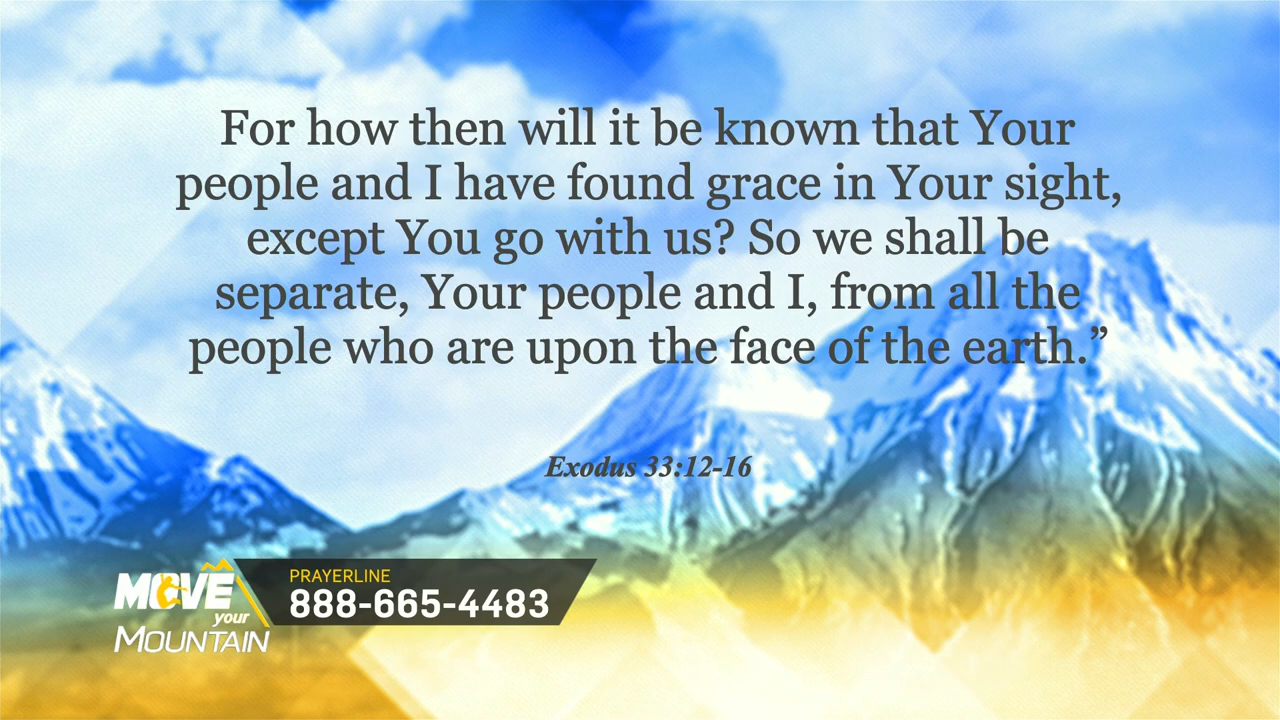 For how then will it be known that Your
people and I have found grace in Your sight,
except You go with us? So we shall be
separate, Your people and I, from all the
people who are upon the face of the earth.”
Exodus 33:12-16
MOVE
your
MOUNTAIN
PRAYERLINE
888-665-4483